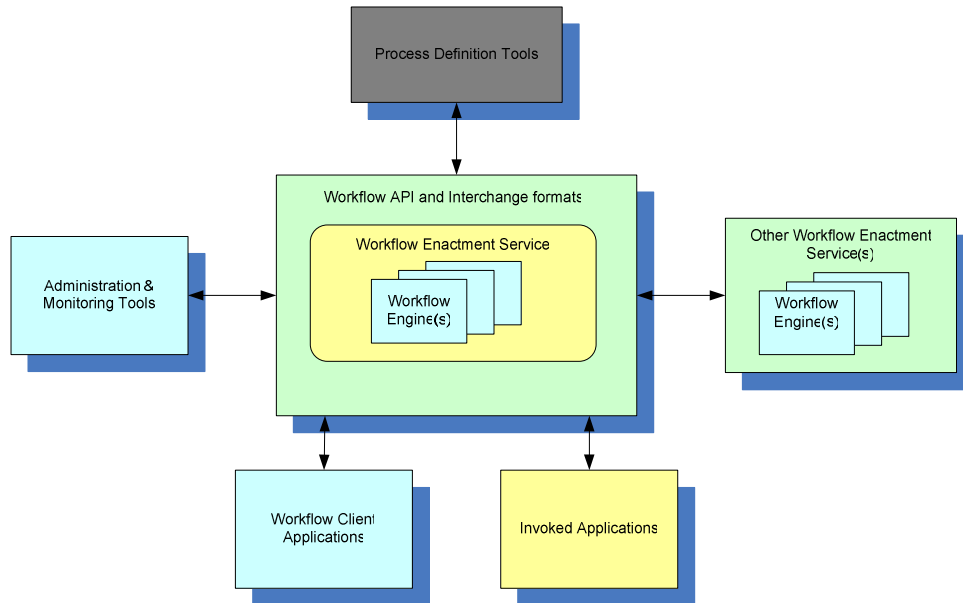 Process Definition Tools
Workflow API and Interchange formats
Workflow Enactment Service
Workflow
Engine(s)
Other Workflow Enactment
Service(s)
Workflow
Engine(s)
Administration &
Monitoring Tools
Workflow Client
Applications
Invoked Applications